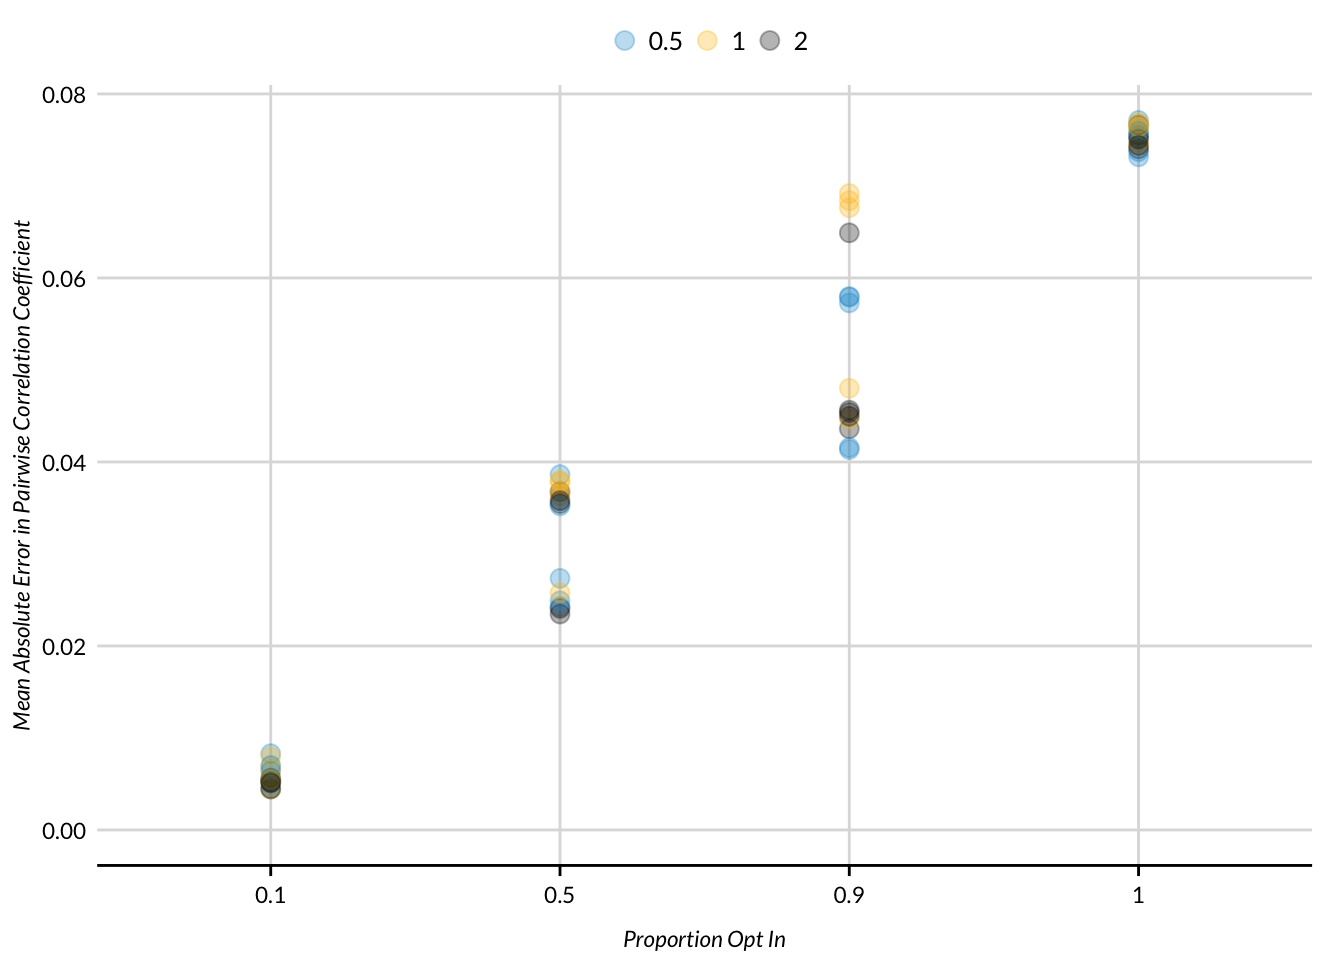 0.5 1 2
0.08
0.06
0.04
0.02
0.00
Mean Absolute Error in Pairwise Correlation Coefficient
0.1 0.5 0.9 1
Proportion Opt In